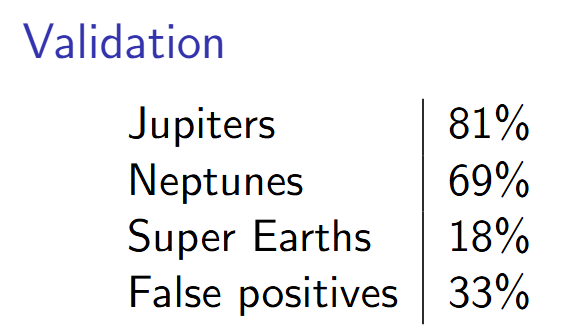 Validation
Jupiters 81%
Neptunes 69%
Super Earths 18%
False positives 33%